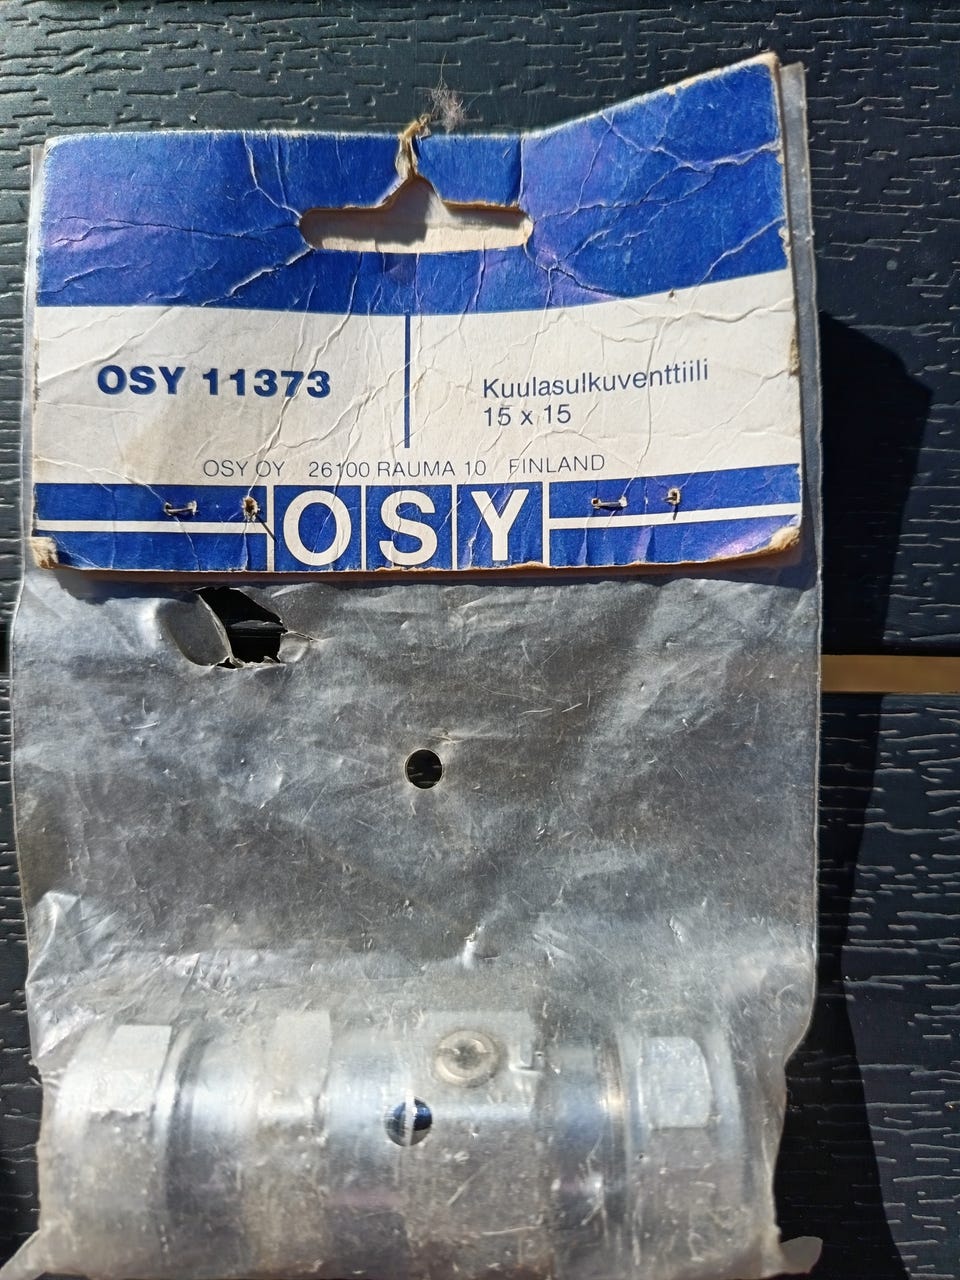 OSY 11373
Kuulasulkuventtiili
15 x 15
OSY OY 26100 RAUMA 10 FINLAND
OSY